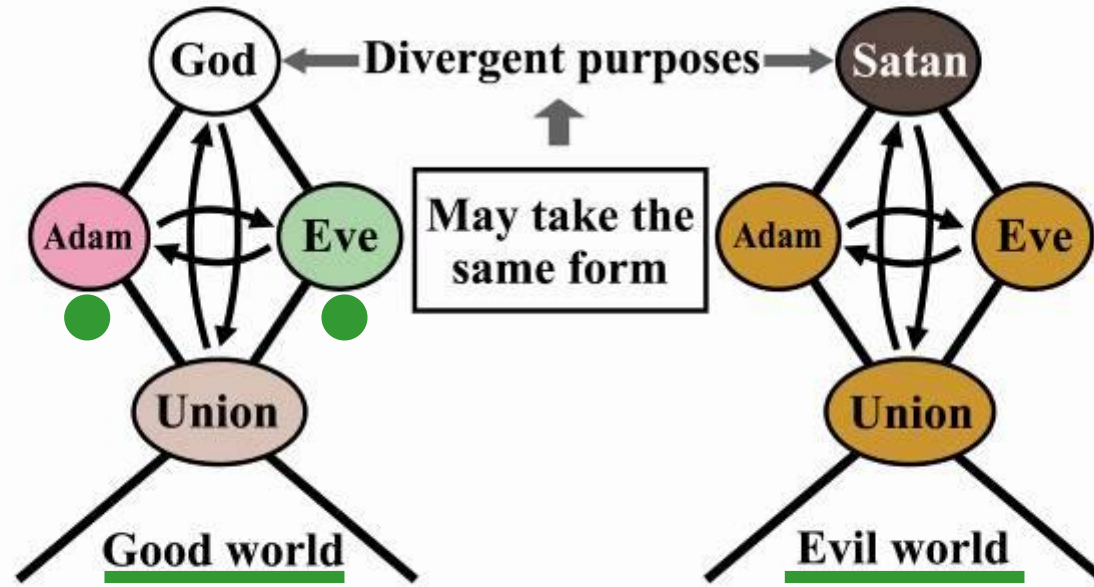 God
Divergent purposes
Satan
Adam
Eve
May take the
same form
Adam
Eve
Union
Union
Good world
Evil world